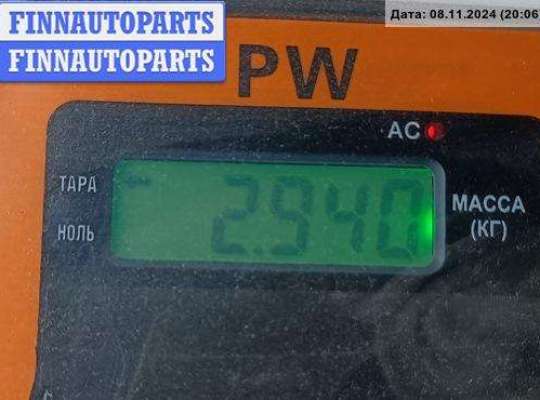 Дата: 08.11.2024 (20:06
FINNAUTOPARTS
FINNAUTOPARTS
PW
AC
ТАРА
2.940
МАССА
(КГ)
НОЛЬ